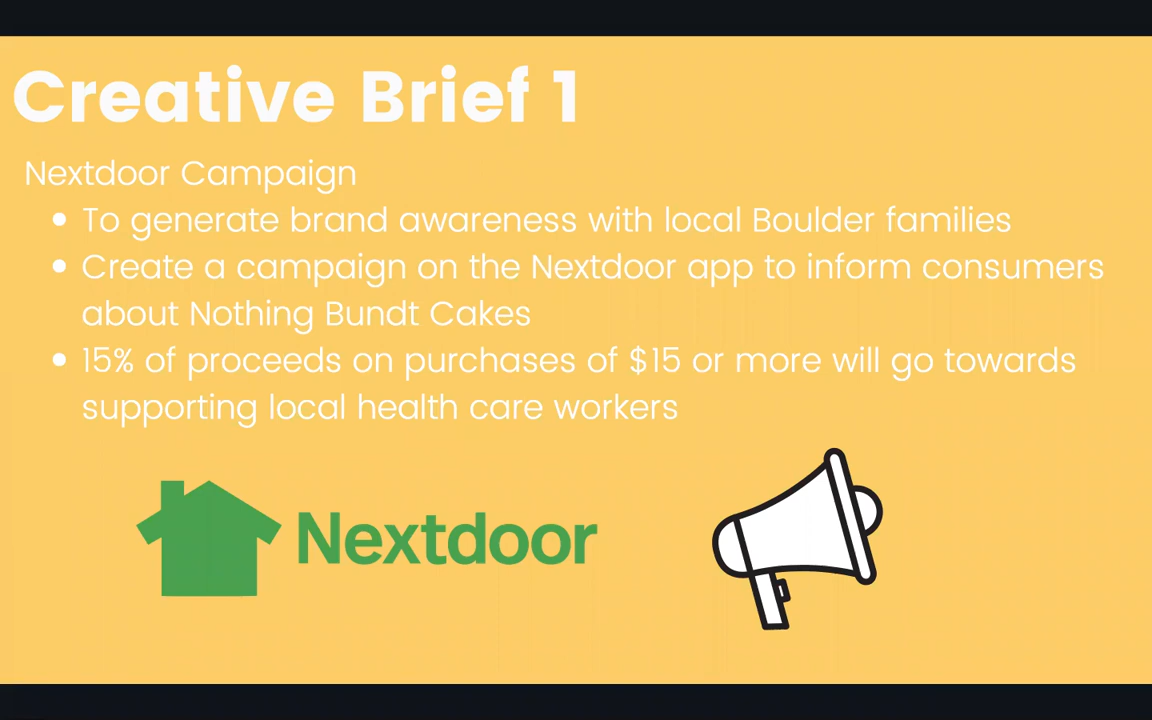 Creative Brief 1
Nextdoor Campaign
• To generate brand awareness with local Boulder families
• Create a campaign on the Nextdoor app to inform consumers
about Nothing Bundt Cakes
• 15% of proceeds on purchases of $15 or more will go towards
supporting local health care workers
Nextdoor